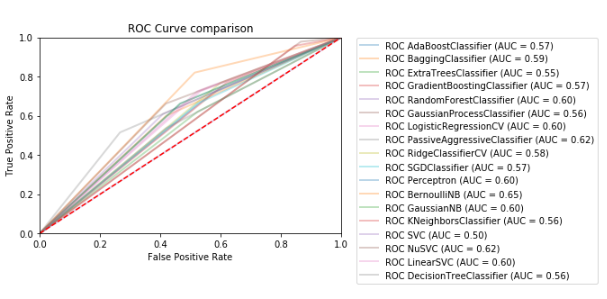 ROC Curve comparison
1.0
0.8
0.6
0.4
0.2
0.0
True Positive Rate
0.0 0.2 0.4 0.6 0.8 1.0
False Positive Rate
ROC AdaBoostClassifier (AUC = 0.57)
ROC BaggingClassifier (AUC = 0.59)
ROC ExtraTreesClassifier (AUC = 0.55)
ROC GradientBoostingClassifier (AUC = 0.57)
ROC RandomForestClassifier (AUC = 0.60)
ROC GaussianProcessClassifier (AUC = 0.56)
ROC LogisticRegressionCV (AUC = 0.60)
ROC PassiveAggressiveClassifier (AUC = 0.62)
ROC RidgeClassifierCV (AUC = 0.58)
ROC SGDClassifier (AUC = 0.57)
ROC Perceptron (AUC = 0.60)
ROC BernoulliNB (AUC = 0.65)
ROC GaussianNB (AUC = 0.60)
ROC KNeighborsClassifier (AUC = 0.56)
ROC SVC (AUC = 0.50)
ROC NuSVC (AUC = 0.62)
ROC LinearSVC (AUC = 0.60)
ROC DecisionTreeClassifier (AUC = 0.56)